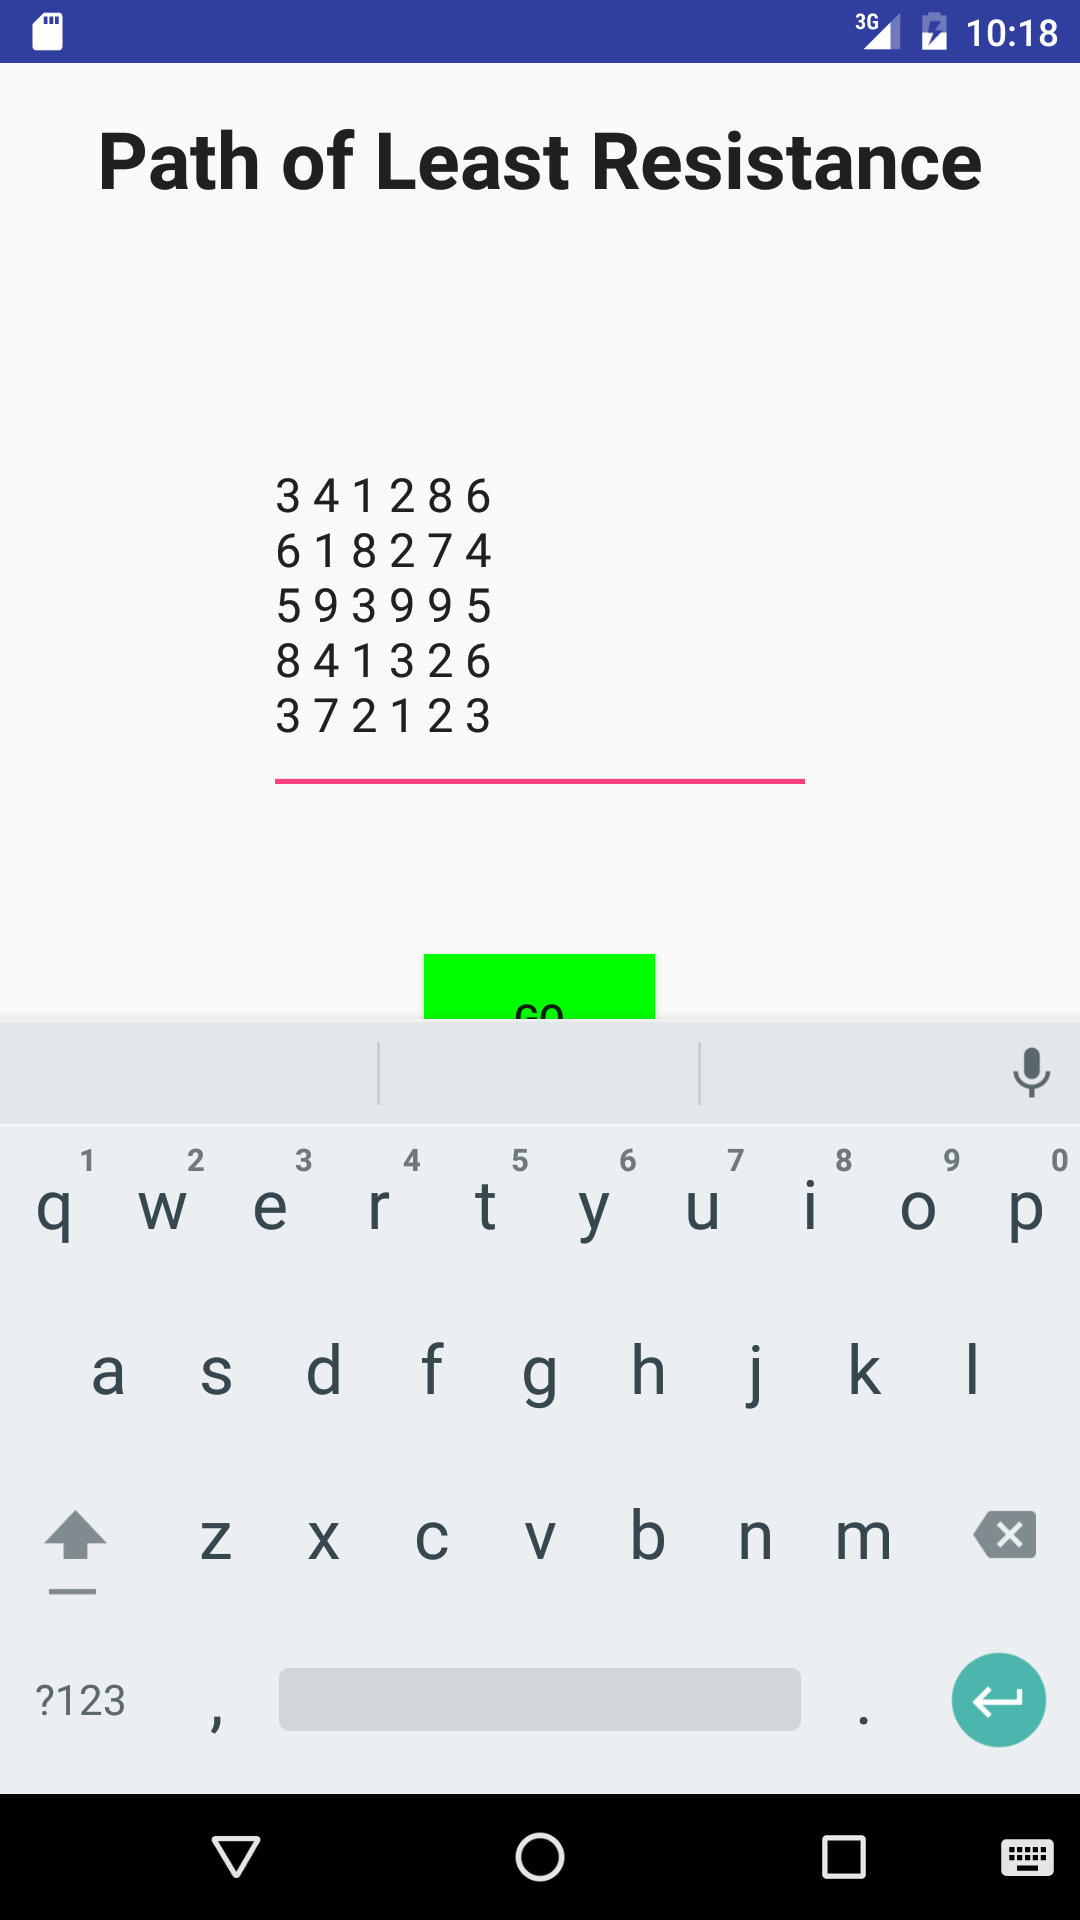 3G 10:18
Path of Least Resistance
3 4 1 2 8 6
6 1 8 2 7 4
5 9 3 9 9 5
8 4 1 3 2 6
3 7 2 1 2 3
GO
1 2 3 4 5 6 7 8 9 0
q w e r t y u i o p
a s d f g h j k l
z x c v b n m
?123 , .